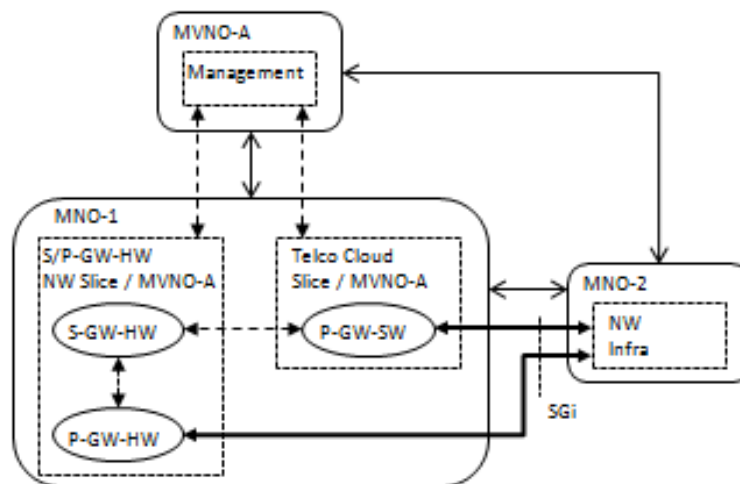 MVNO-A
Management
MNO-1
S/P-GW-HW
NW Slice / MVNO-A
Telco Cloud
Slice / MVNO-A
S-GW-HW
P-GW-SW
P-GW-HW
MNO-2
NW
Infra
SGi